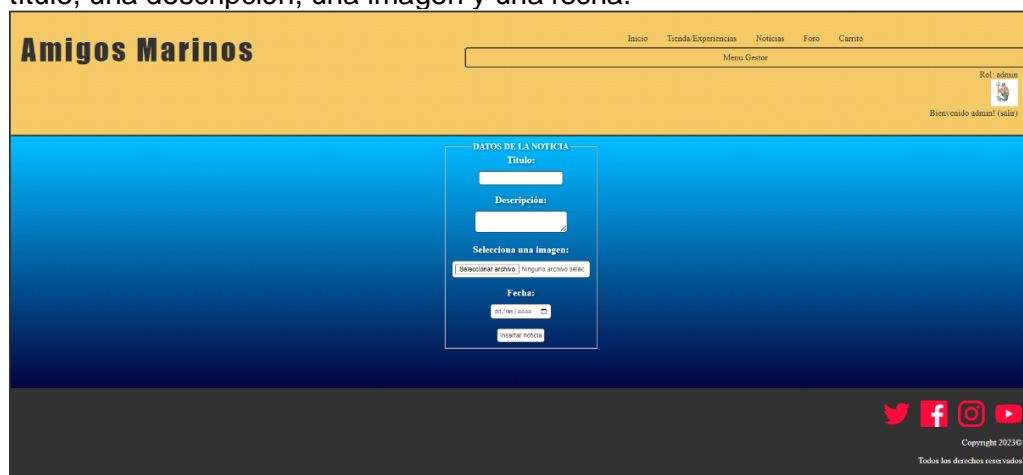 titulo, una descripción, una imagen y una fecha.
Amigos Marinos
Inicio Tienda/Experiencias Noticias Foro Carrito
Menu Gestor
Rol: admin
Bienvenido admin! (salir)
DATOS DE LA NOTICIA
Titulo:
Descripción:
Selecciona una imagen:
Seleccionar archivo Ninguno archivo selec.
Fecha:
dd/mm/aaaa
Insertar noticia
Copyright 2023©
Todos los derechos reservados